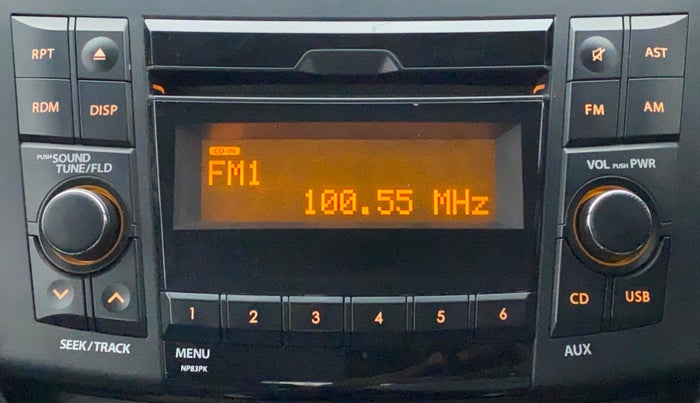 RPT
AST
RDM
DISP
FM
AM
PUSH SOUND
TUNE/FLD
VOL PUSH PWR
CD-IN
FM1
100.55 MHz
CD
USB
1 2 3 4 5 6
SEEK/TRACK
MENU
AUX
NP83PK